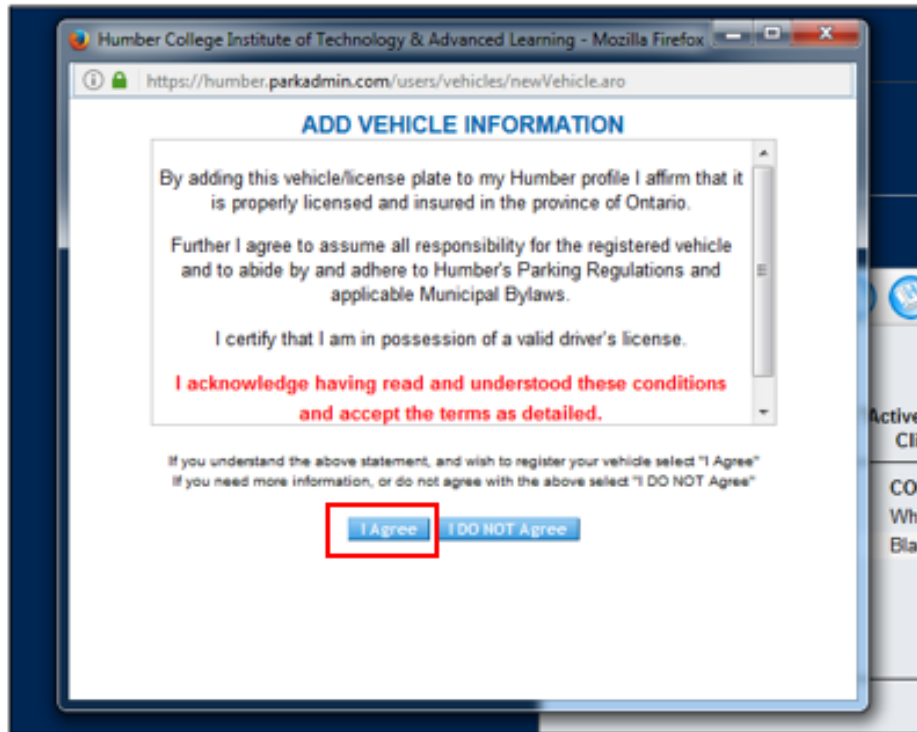 Humber College Institute of Technology & Advanced Learning - Mozilla Firefox
https://humber.parkadmin.com/users/vehicles/newVehicle.aro
ADD VEHICLE INFORMATION
By adding this vehicle/license plate to my Humber profile I affirm that it
is properly licensed and insured in the province of Ontario.
Further I agree to assume all responsibility for the registered vehicle
and to abide by and adhere to Humber's Parking Regulations and
applicable Municipal Bylaws.
I certify that I am in possession of a valid driver's license.
I acknowledge having read and understood these conditions
and accept the terms as detailed.
If you understand the above statement, and wish to register your vehicle select "I Agree"
If you need more information, or do not agree with the above select "I DO NOT Agree"
I Agree I DO NOT Agree
Active
Cli
CO
Wh
Bla